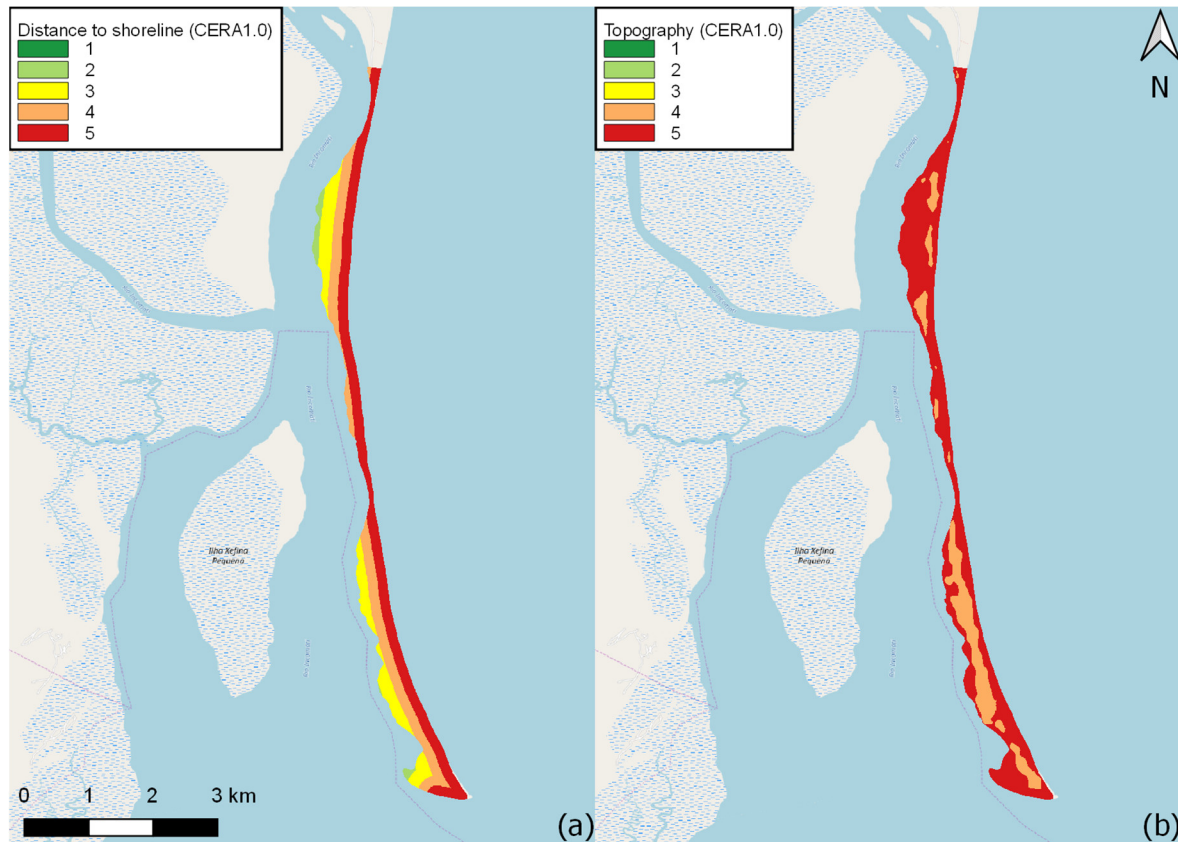 Distance to shoreline (CERA1.0)
1
2
3
4
5
Topography (CERA1.0)
1
2
3
4
5
N
Ilha Xefina
Pequena
Ilha Xefina
Pequena
0 1 2 3 km
(a)
(b)